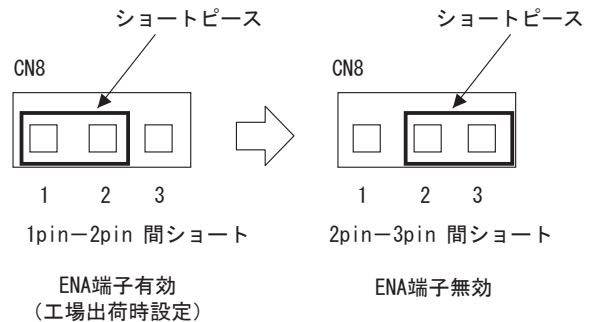 ショートピース
CN8
1 2 3
1pin－2pin 間ショート
ENA端子有効
（工場出荷時設定）
ショートピース
CN8
1 2 3
2pin－3pin 間ショート
ENA端子無効